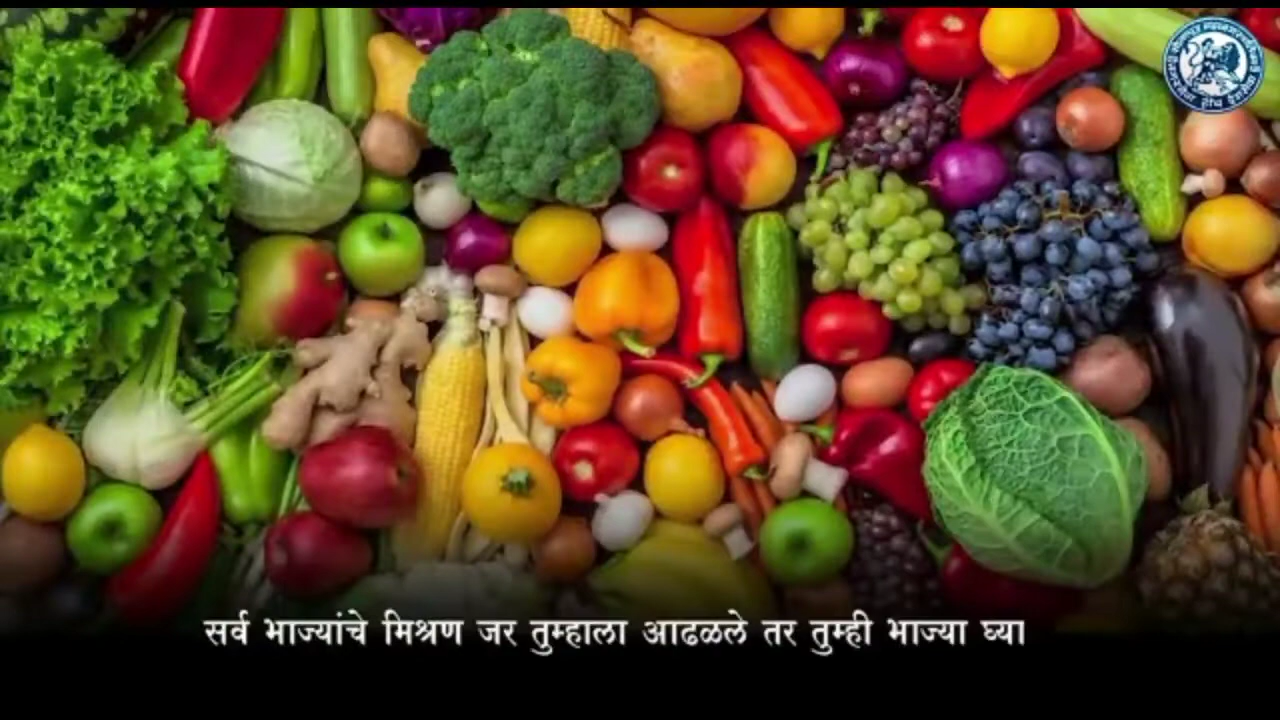 सर्व भाज्यांचे मिश्रण जर तुम्हाला आढळले तर तुम्ही भाज्या घ्या